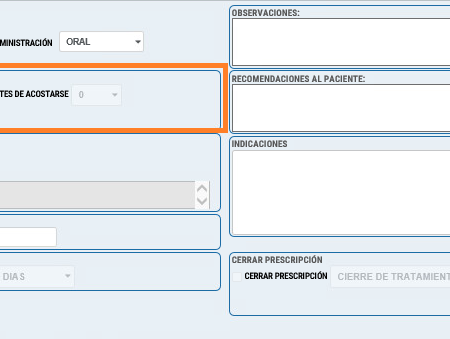 MINISTRACIÓN ORAL
TES DE ACOSTARSE 0
DIAS
OBSERVACIONES:
RECOMENDACIONES AL PACIENTE:
INDICACIONES
CERRAR PRESCRIPCIÓN
CERRAR PRESCRIPCIÓN CIERRE DE TRATAMIENT